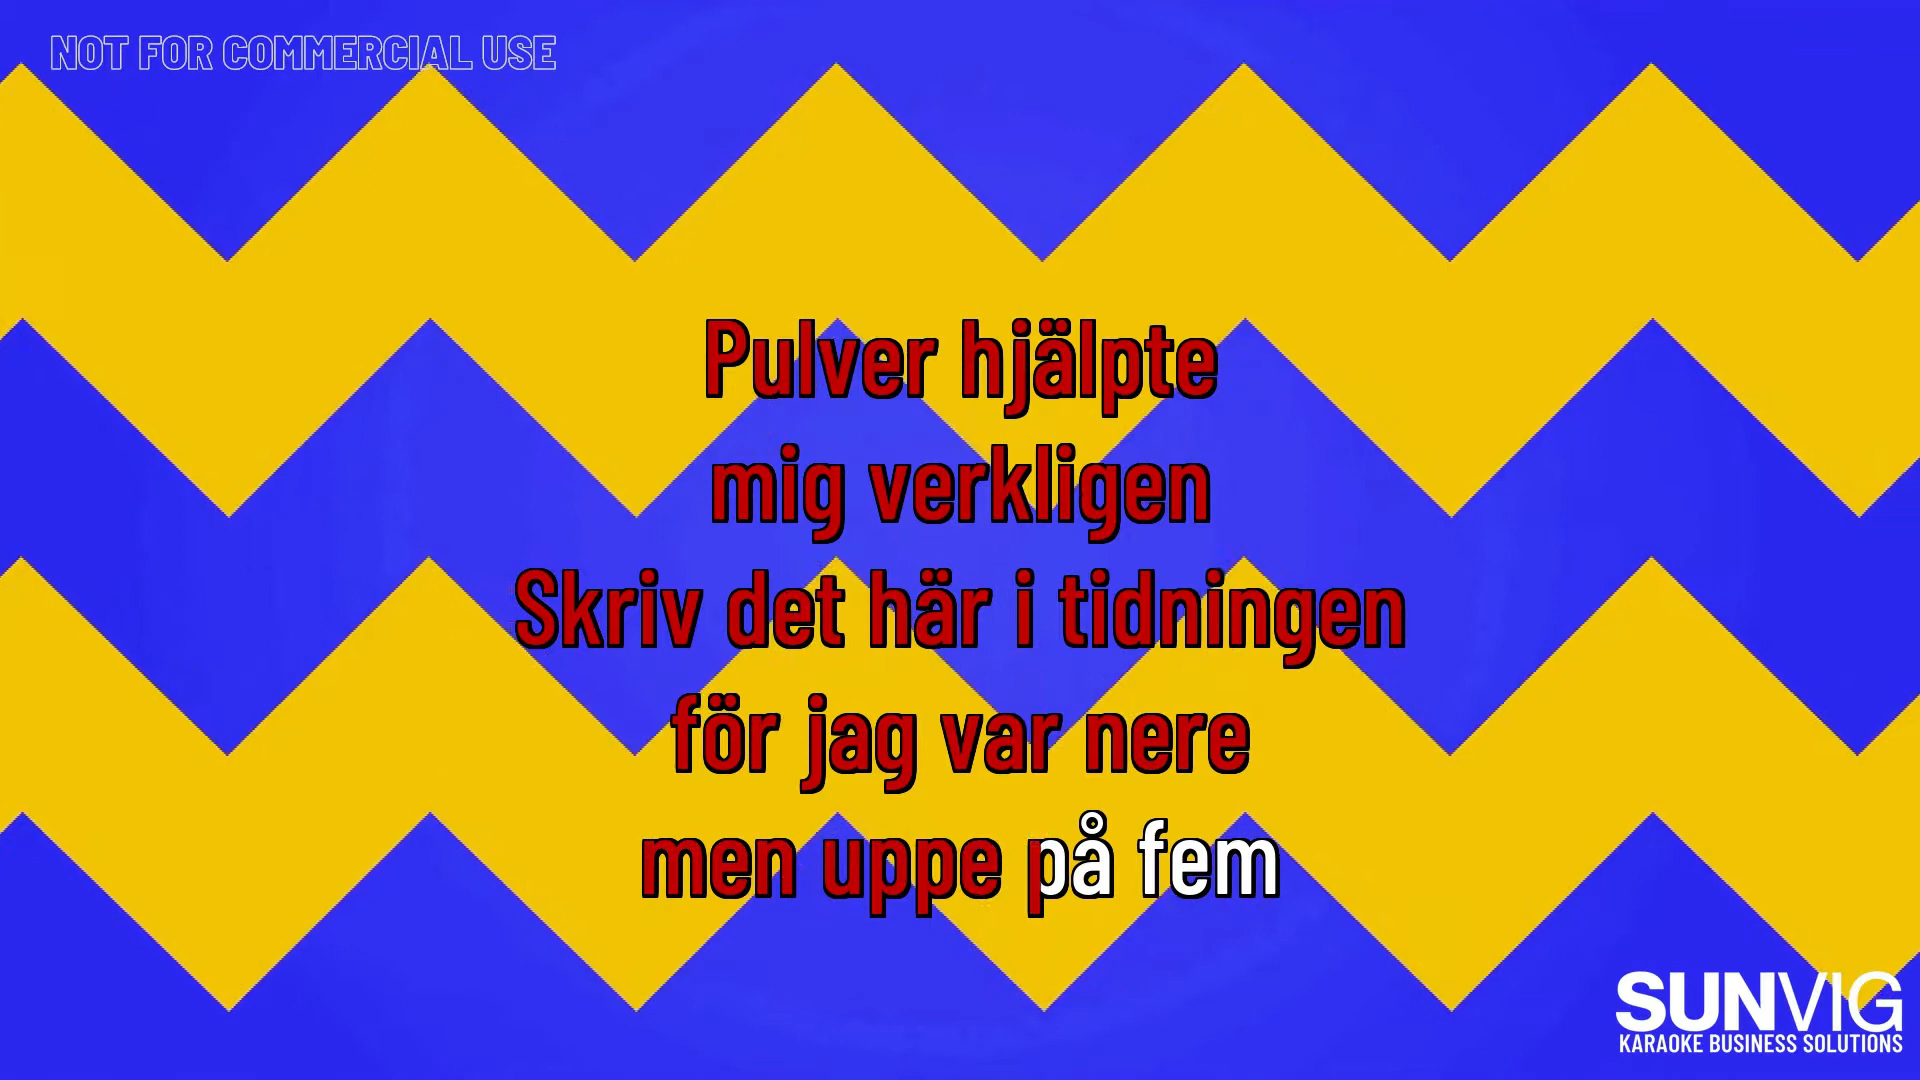 NOT FOR COMMERCIAL USE
Pulver hjälpte
mig verkligen
Skriv det här i tidningen
för jag var nere
men uppe på fem
SUNVIG
KARAOKE BUSINESS SOLUTIONS